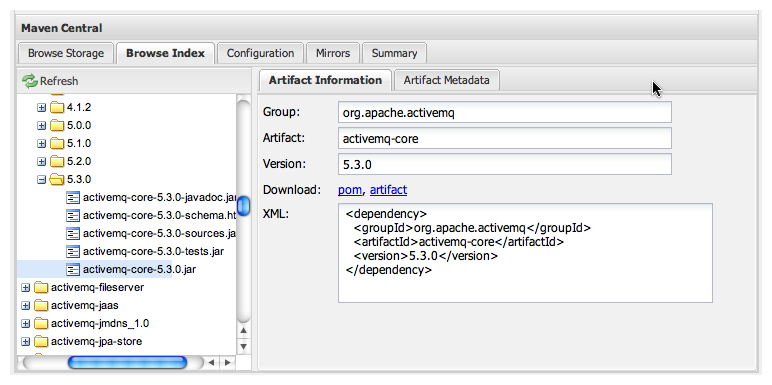 Maven Central
Browse Storage Browse Index Configuration Mirrors Summary
Refresh
4.1.2
5.0.0
5.1.0
5.2.0
5.3.0
activemq-core-5.3.0-javadoc.jar
activemq-core-5.3.0-schema.ht
activemq-core-5.3.0-sources.ja
activemq-core-5.3.0-tests.jar
activemq-core-5.3.0.jar
activemq-fileserver
activemq-jaas
activemq-jmdns_1.0
activemq-jpa-store
Artifact Information Artifact Metadata
Group: org.apache.activemq
Artifact: activemq-core
Version: 5.3.0
Download: pom, artifact
XML: <dependency>
<groupId>org.apache.activemq</groupId>
<artifactId>activemq-core</artifactId>
<version>5.3.0</version>
</dependency>